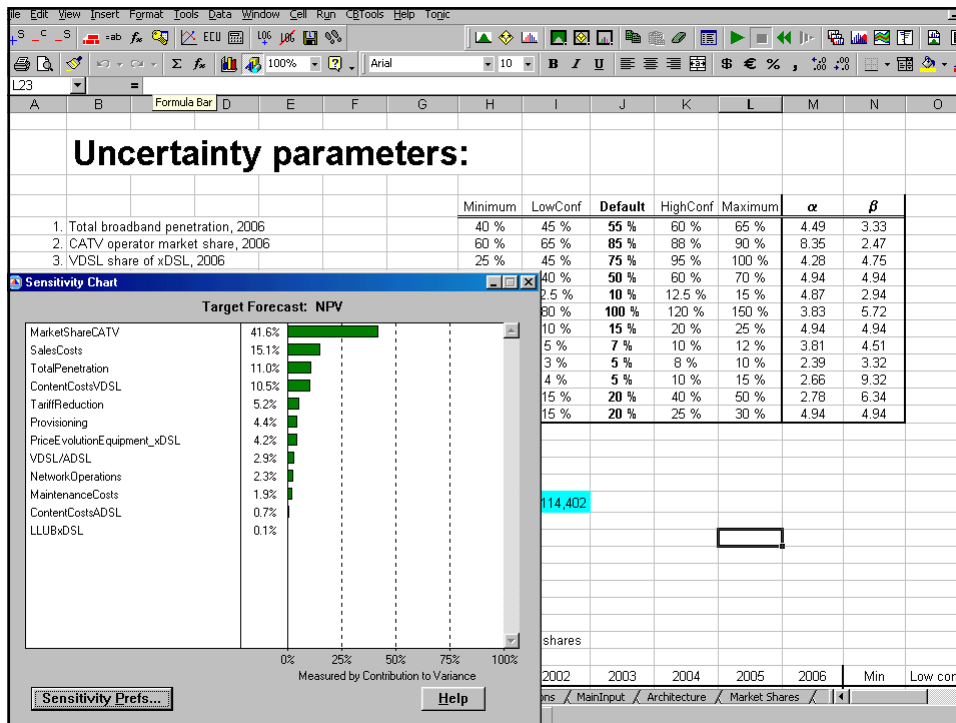 ile Edit View Insert Format Tools Data Window Cell Run CBTools Help Tonic
100% Arial 10 B I U $ € % ,
L23 =
Formula Bar
A B D E F G H I J K L M N O
Uncertainty parameters:
Minimum LowConf Default HighConf Maximum α β
1. Total broadband penetration, 2006 40 % 45 % 55 % 60 % 65 % 4.49 3.33
2. CATV operator market share, 2006 60 % 65 % 85 % 88 % 90 % 8.35 2.47
3. VDSL share of xDSL, 2006 25 % 45 % 75 % 95 % 100 % 4.28 4.75
40 % 50 % 60 % 70 % 4.94 4.94
2.5 % 10 % 12.5 % 15 % 4.87 2.94
80 % 100 % 120 % 150 % 3.83 5.72
10 % 15 % 20 % 25 % 4.94 4.94
5 % 7 % 10 % 12 % 3.81 4.51
3 % 5 % 8 % 10 % 2.39 3.32
4 % 5 % 10 % 15 % 2.66 9.32
15 % 20 % 40 % 50 % 2.78 6.34
15 % 20 % 25 % 30 % 4.94 4.94
114,402
shares
2002 2003 2004 2005 2006 Min Low con
ons MainInput Architecture Market Shares
Sensitivity Chart
Target Forecast: NPV
MarketShareCATV 41.6%
SalesCosts 15.1%
TotalPenetration 11.0%
ContentCostsVDSL 10.5%
TariffReduction 5.2%
Provisioning 4.4%
PriceEvolutionEquipment_xDSL 4.2%
VDSL/ADSL 2.9%
NetworkOperations 2.3%
MaintenanceCosts 1.9%
ContentCostsADSL 0.7%
LLUBxDSL 0.1%
0% 25% 50% 75% 100%
Measured by Contribution to Variance
Sensitivity Prefs... Help